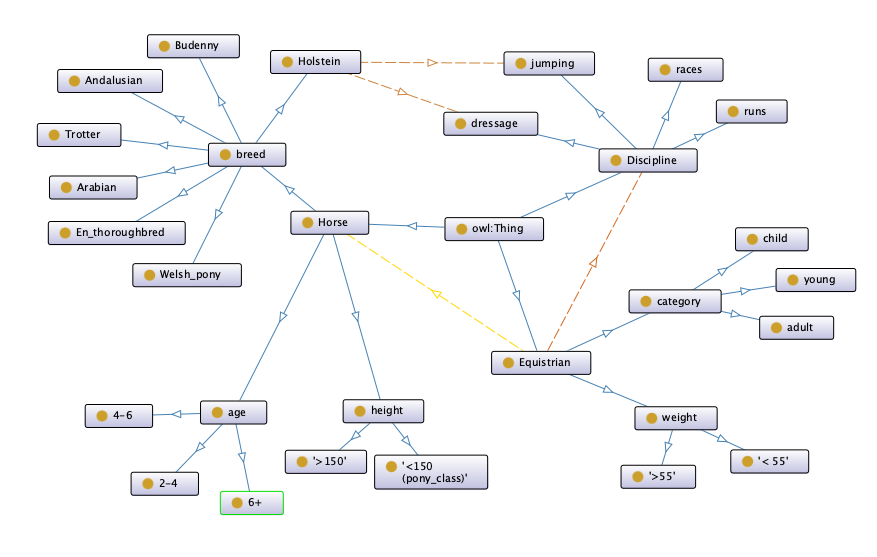 Budenny
Holstein
jumping
races
Andalusian
runs
dressage
Trotter
breed
Discipline
Arabian
Horse
owl:Thing
En_thoroughbred
child
Welsh_pony
young
category
adult
Equistrian
4-6
age
height
weight
'>150'
'<150
(pony_class)'
'< 55'
2-4
'>55'
6+